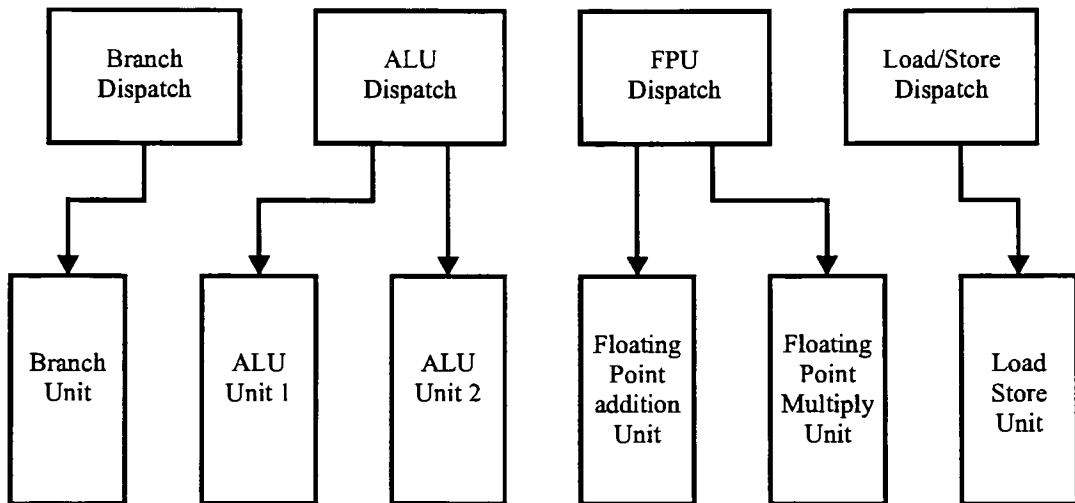 Branch
Dispatch
ALU
Dispatch
FPU
Dispatch
Load/Store
Dispatch
Branch
Unit
ALU
Unit 1
ALU
Unit 2
Floating
Point
addition
Unit
Floating
Point
Multiply
Unit
Load
Store
Unit